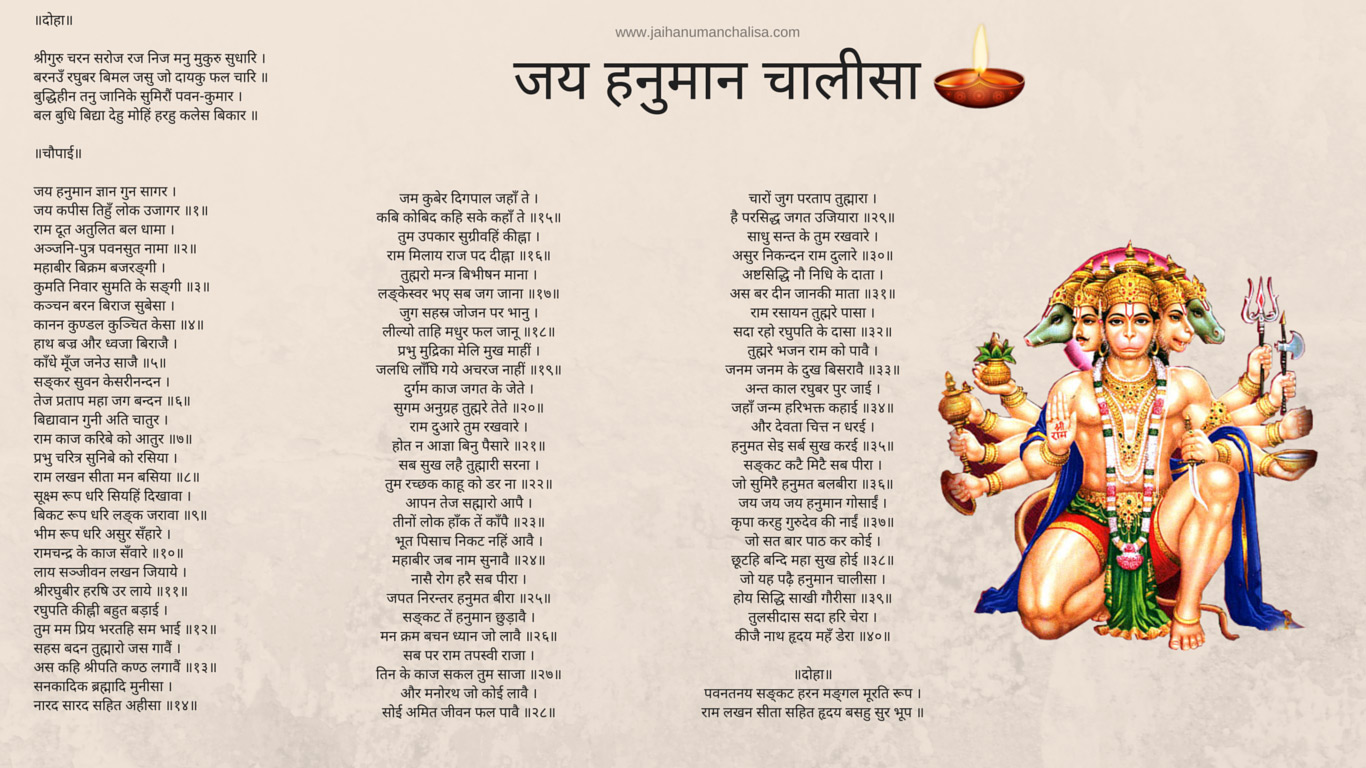 www.jaihanumanchalisa.com
जय हनुमान चालीसा
॥दोहा॥
श्रीगुरु चरन सरोज रज निज मनु मुकुरु सुधारि ।
बरनउँ रघुबर बिमल जसु जो दायकु फल चारि ॥
बुद्धिहीन तनु जानिके सुमिरौं पवन-कुमार ।
बल बुधि बिद्या देहु मोहिं हरहु कलेस बिकार ॥
॥चौपाई॥
जय हनुमान ज्ञान गुन सागर ।
जय कपीस तिहुँ लोक उजागर ॥१॥
राम दूत अतुलित बल धामा ।
अञ्जनि-पुत्र पवनसुत नामा ॥२॥
महाबीर बिक्रम बजरङ्गी ।
कुमति निवार सुमति के सङ्गी ॥३॥
कञ्चन बरन बिराज सुबेसा ।
कानन कुण्डल कुञ्चित केसा ॥४॥
हाथ बज्र और ध्वजा बिराजै ।
काँधे मूँज जनेउ साजै ॥५॥
सङ्कर सुवन केसरीनन्दन ।
तेज प्रताप महा जग बन्दन ॥६॥
बिद्यावान गुनी अति चातुर ।
राम काज करिबे को आतुर ॥७॥
प्रभु चरित्र सुनिबे को रसिया ।
राम लखन सीता मन बसिया ॥८॥
सूक्ष्म रूप धरि सियहिं दिखावा ।
बिकट रूप धरि लङ्क जरावा ॥९॥
भीम रूप धरि असुर सँहारे ।
रामचन्द्र के काज सँवारे ॥१०॥
लाय सञ्जीवन लखन जियाये ।
श्रीरघुबीर हरषि उर लाये ॥११॥
रघुपति कीह्नी बहुत बड़ाई ।
तुम मम प्रिय भरतहि सम भाई ॥१२॥
सहस बदन तुह्मारो जस गावैं ।
अस कहि श्रीपति कण्ठ लगावैं ॥१३॥
सनकादिक ब्रह्मादि मुनीसा ।
नारद सारद सहित अहीसा ॥१४॥
जम कुबेर दिगपाल जहाँ ते ।
कबि कोबिद कहि सके कहाँ ते ॥१५॥
तुम उपकार सुग्रीवहिं कीह्ना ।
राम मिलाय राज पद दीह्ना ॥१६॥
तुह्मरो मन्त्र बिभीषन माना ।
लङ्केस्वर भए सब जग जाना ॥१७॥
जुग सहस्र जोजन पर भानु ।
लील्यो ताहि मधुर फल जानू ॥१८॥
प्रभु मुद्रिका मेलि मुख माहीं ।
जलधि लाँघि गये अचरज नाहीं ॥१९॥
दुर्गम काज जगत के जेते ।
सुगम अनुग्रह तुह्मरे तेते ॥२०॥
राम दुआरे तुम रखवारे ।
होत न आज्ञा बिनु पैसारे ॥२१॥
सब सुख लहै तुह्मारी सरना ।
तुम रच्छक काहू को डर ना ॥२२॥
आपन तेज सह्मारो आपै ।
तीनों लोक हाँक तें काँपै ॥२३॥
भूत पिसाच निकट नहिं आवै ।
महाबीर जब नाम सुनावै ॥२४॥
नासै रोग हरै सब पीरा ।
जपत निरन्तर हनुमत बीरा ॥२५॥
सङ्कट तें हनुमान छुड़ावै ।
मन क्रम बचन ध्यान जो लावै ॥२६॥
सब पर राम तपस्वी राजा ।
तिन के काज सकल तुम साजा ॥२७॥
और मनोरथ जो कोई लावै ।
सोई अमित जीवन फल पावै ॥२८॥
चारों जुग परताप तुह्मारा ।
है परसिद्ध जगत उजियारा ॥२९॥
साधु सन्त के तुम रखवारे ।
असुर निकन्दन राम दुलारे ॥३०॥
अष्टसिद्धि नौ निधि के दाता ।
अस बर दीन जानकी माता ॥३१॥
राम रसायन तुह्मरे पासा ।
सदा रहो रघुपति के दासा ॥३२॥
तुह्मरे भजन राम को पावै ।
जनम जनम के दुख बिसरावै ॥३३॥
अन्त काल रघुबर पुर जाई ।
जहाँ जन्म हरिभक्त कहाई ॥३४॥
और देवता चित्त न धरई ।
हनुमत सेइ सर्ब सुख करई ॥३५॥
सङ्कट कटै मिटै सब पीरा ।
जो सुमिरै हनुमत बलबीरा ॥३६॥
जय जय जय हनुमान गोसाईं ।
कृपा करहु गुरुदेव की नाईं ॥३७॥
जो सत बार पाठ कर कोई ।
छूटहि बन्दि महा सुख होई ॥३८॥
जो यह पढ़ै हनुमान चालीसा ।
होय सिद्धि साखी गौरीसा ॥३९॥
तुलसीदास सदा हरि चेरा ।
कीजै नाथ हृदय महँ डेरा ॥४०॥
॥दोहा॥
पवनतनय सङ्कट हरन मङ्गल मूरति रूप ।
राम लखन सीता सहित हृदय बसहु सुर भूप ॥
श्री
राम